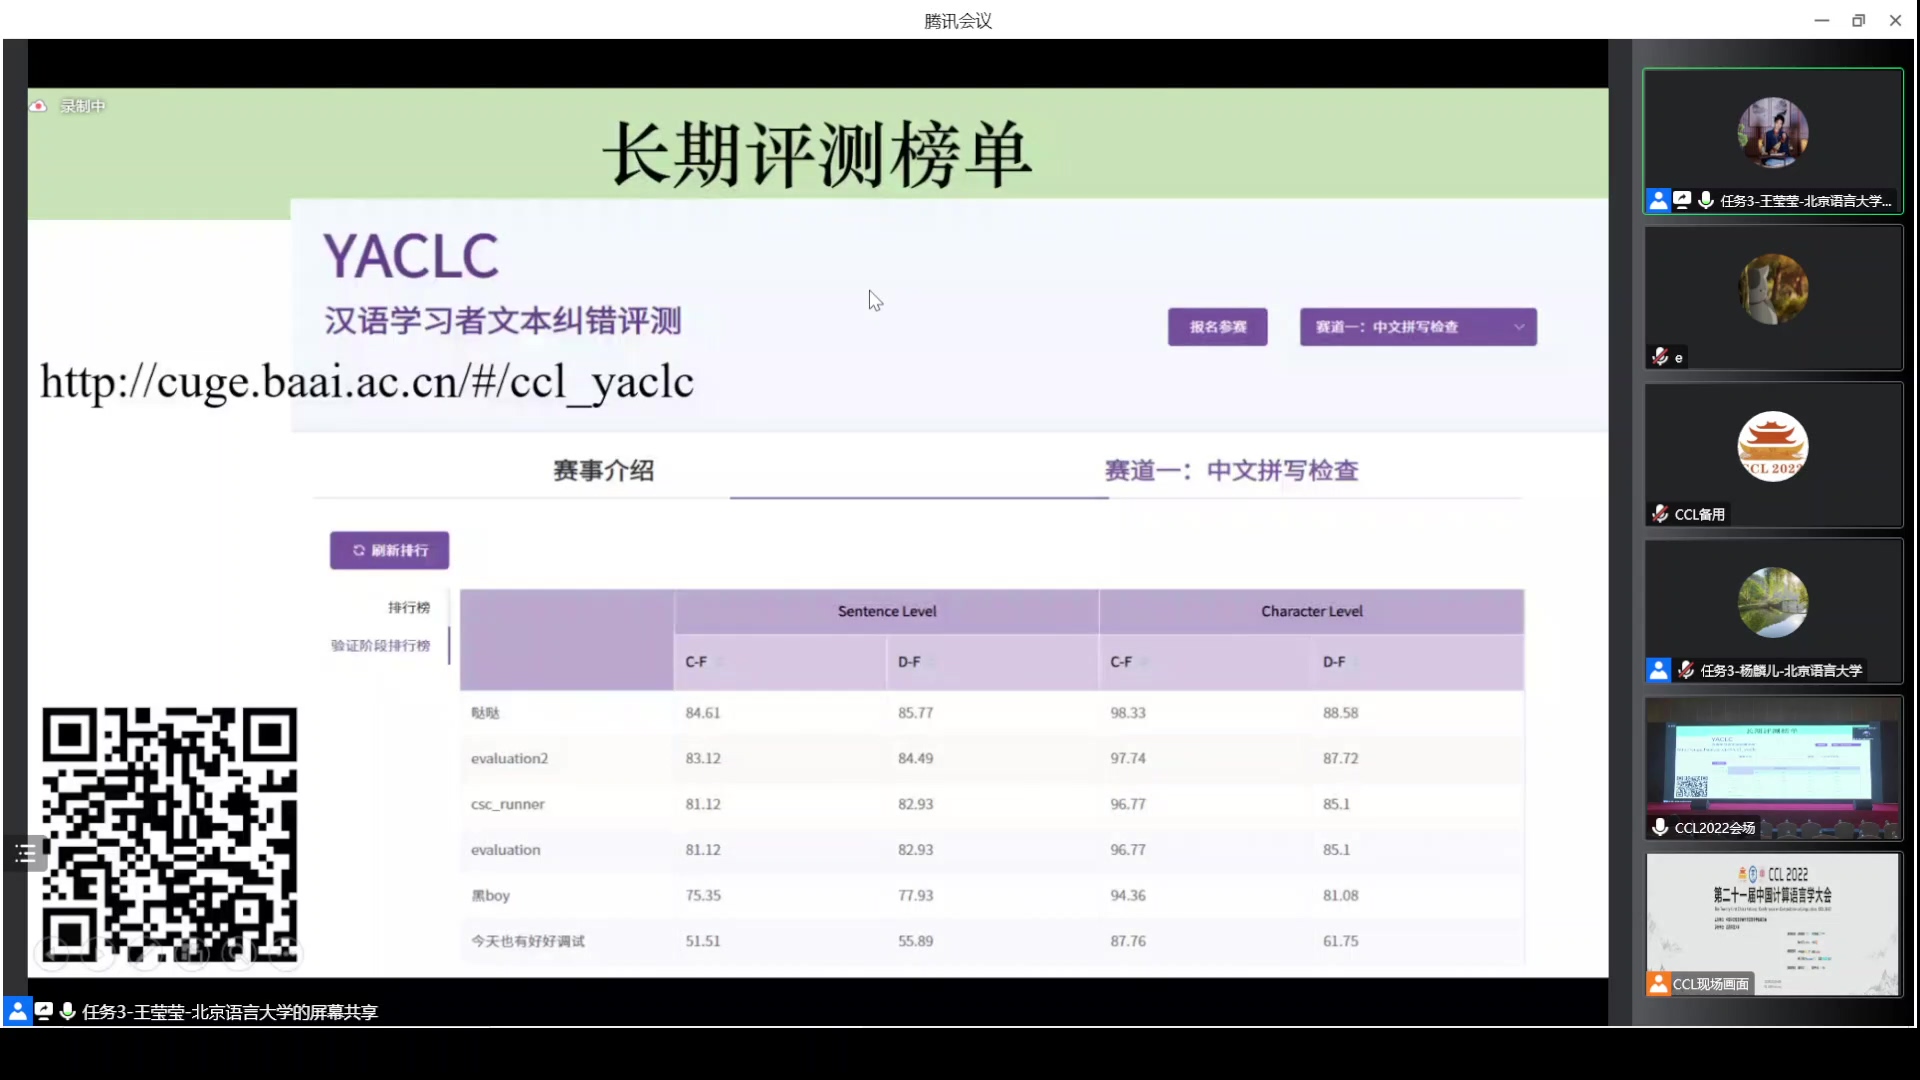 腾讯会议
录制中
长期评测榜单
YACLC
汉语学习者文本纠错评测
报名参赛
赛道一：中文拼写检查
http://cuge.baai.ac.cn/#/ccl_yaclc
赛事介绍
赛道一：中文拼写检查
刷新排行
排行榜
验证阶段排行榜
Sentence Level Character Level
C-F D-F C-F D-F
哒哒 84.61 85.77 98.33 88.58
evaluation2 83.12 84.49 97.74 87.72
csc_runner 81.12 82.93 96.77 85.1
evaluation 81.12 82.93 96.77 85.1
黑boy 75.35 77.93 94.36 81.08
今天也有好好调试 51.51 55.89 87.76 61.75
任务3-王莹莹-北京语言大学的屏幕共享
任务3-王莹莹-北京语言大学...
e
CCL 2022
CCL备用
任务3-杨麟儿-北京语言大学
长期评测榜单
YACLC
CCL2022会场
CCL 2022
第二十一届中国计算语言学大会
CCL现场画面